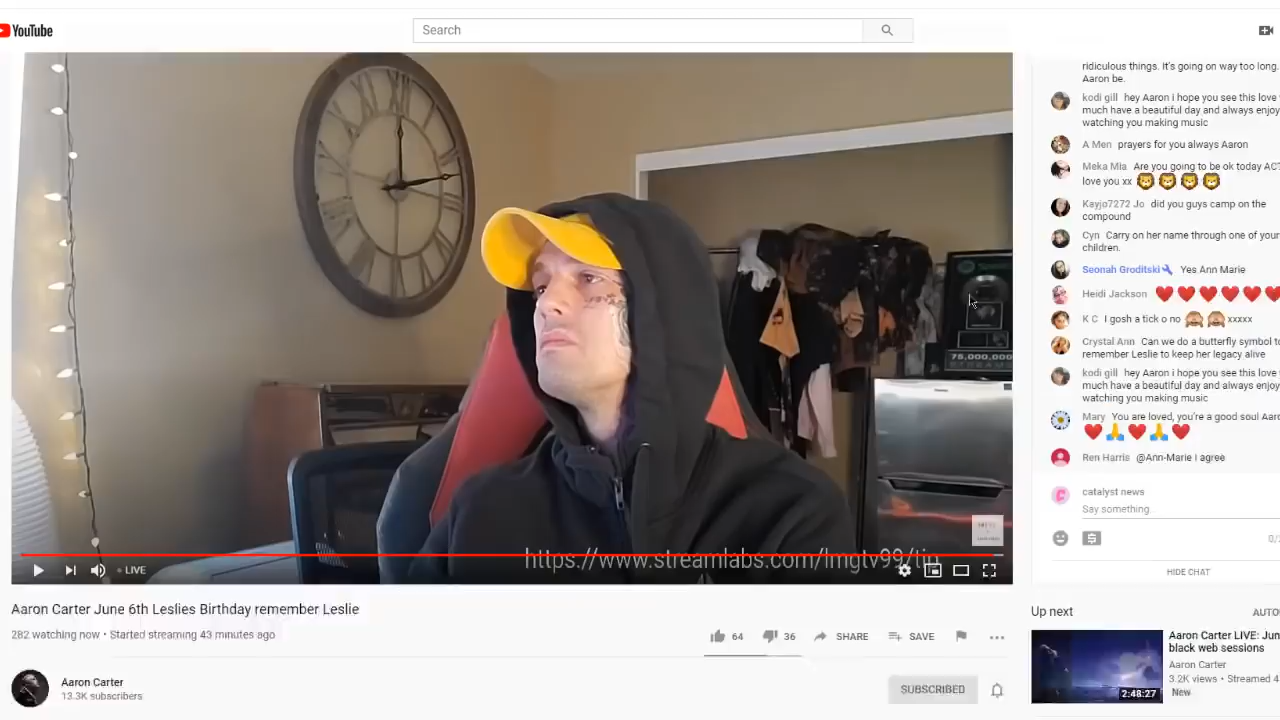 YouTube
Search
ridiculous things. It's going on way too long.
Aaron be.
kodi gill hey Aaron i hope you see this love
much have a beautiful day and always enjoy
watching you making music
A Men prayers for you always Aaron
Meka Mia Are you going to be ok today AC?
love you xx 🦁 🦁 🦁 🦁
Kayjo7272 Jo did you guys camp on the
compound
Cyn Carry on her name through one of your
children.
Seonah Groditski Yes Ann Marie
Heidi Jackson ❤️❤️❤️❤️❤️❤️
K C I gosh a tick o no 🙈 🙈 xxxxx
Crystal Ann Can we do a butterfly symbol to
remember Leslie to keep her legacy alive
kodi gill hey Aaron i hope you see this love
much have a beautiful day and always enjoy
watching you making music
Mary You are loved, you're a good soul Aaro
❤️🙏❤️🙏❤️
Ren Harris @Ann-Marie i agree
catalyst news
Say something.
HIDE CHAT
75,000,000
https://www.streamlabs.com/lmgtv99/tip
LIVE
Aaron Carter June 6th Leslies Birthday remember Leslie
282 watching now • Started streaming 43 minutes ago
64
36
SHARE
SAVE
Aaron Carter
13.3K subscribers
SUBSCRIBED
Up next
AUTO
Aaron Carter LIVE: Jun
black web sessions
Aaron Carter
3.2K views • Streamed 4
New
2:48:27